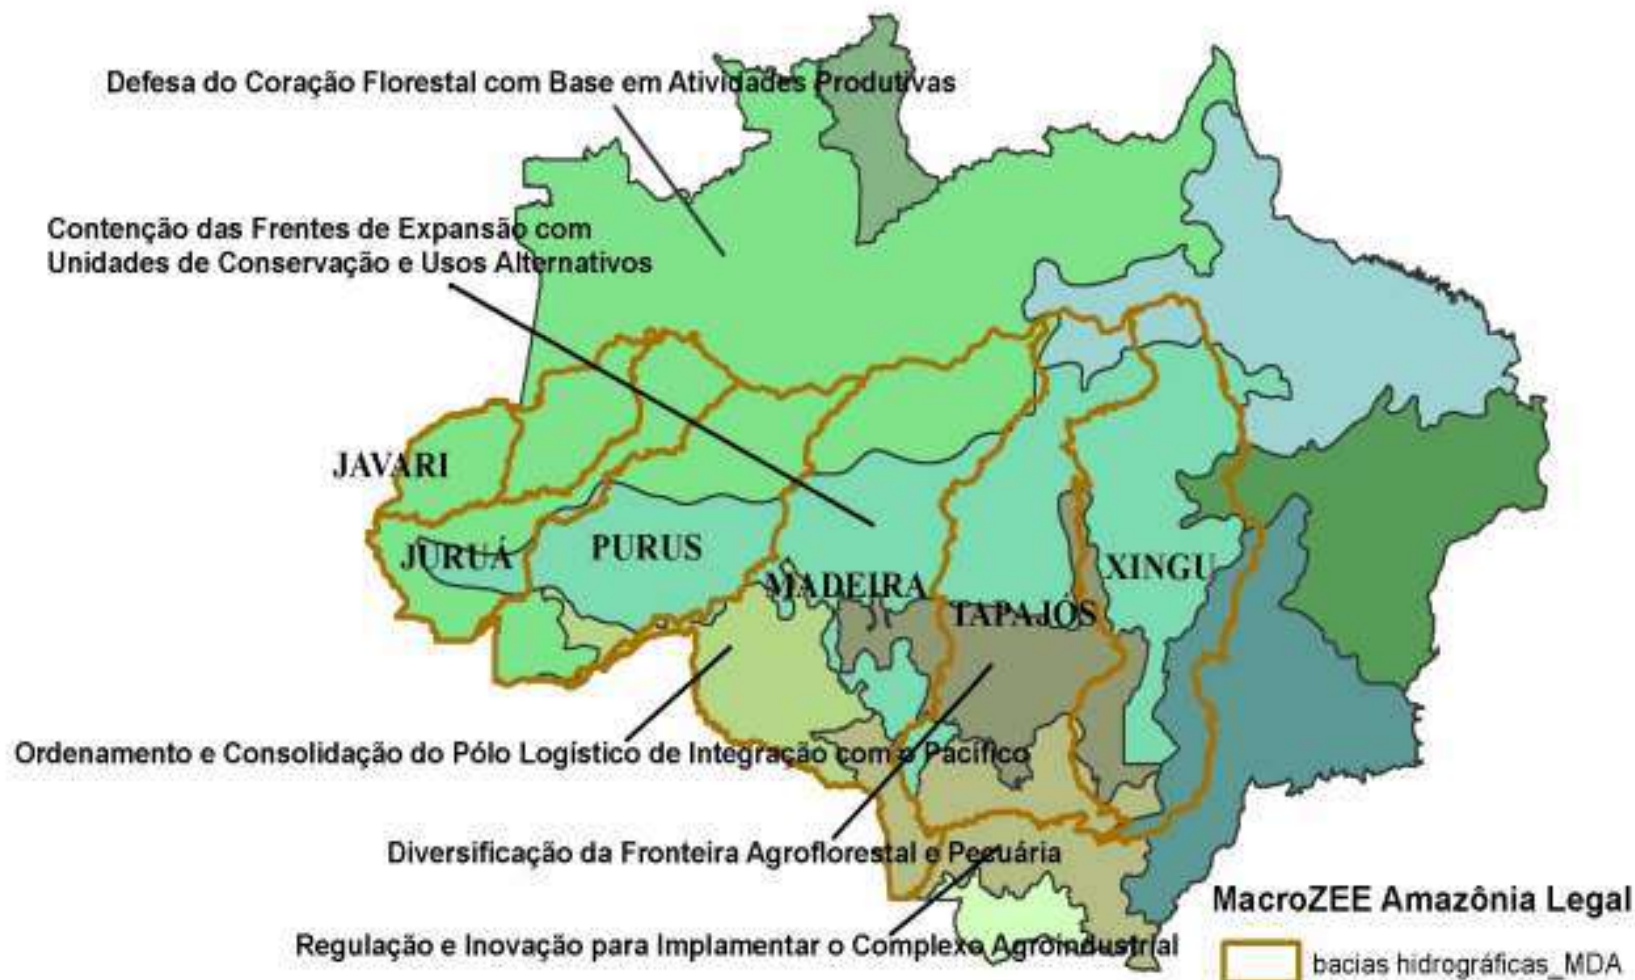 Defesa do Coração Florestal com Base em Atividades Produtivas
Contenção das Frentes de Expansão com
Unidades de Conservação e Usos Alternativos
JAVARI
JURUÁ
PURUS
MADEIRA
TAPAJÓS
XINGU
Ordenamento e Consolidação do Pólo Logístico de Integração com o Pacífico
Diversificação da Fronteira Agroflorestal e Pecuária
Regulação e Inovação para Implamentar o Complexo Agroindustrial
MacroZEE Amazônia Legal
bacias hidrográficas_MDA